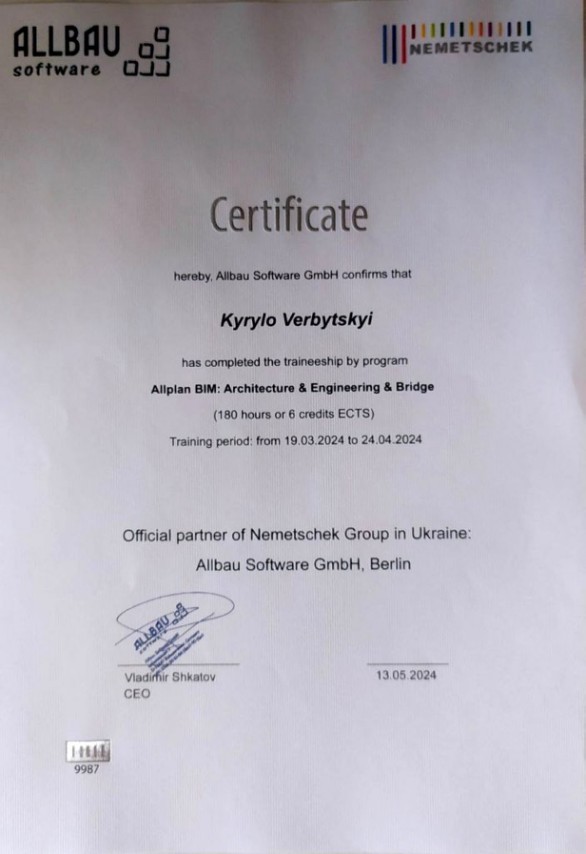 ALLBAU
software
NEMETSCHEK
Certificate
hereby, Allbau Software GmbH confirms that
Kyrylo Verbytskyi
has completed the traineeship by program
Allplan BIM: Architecture & Engineering & Bridge
(180 hours or 6 credits ECTS)
Training period: from 19.03.2024 to 24.04.2024
Official partner of Nemetschek Group in Ukraine:
Allbau Software GmbH, Berlin
ALLBAU
software
Vladimir Shkatov
13.05.2024
CEO
9987